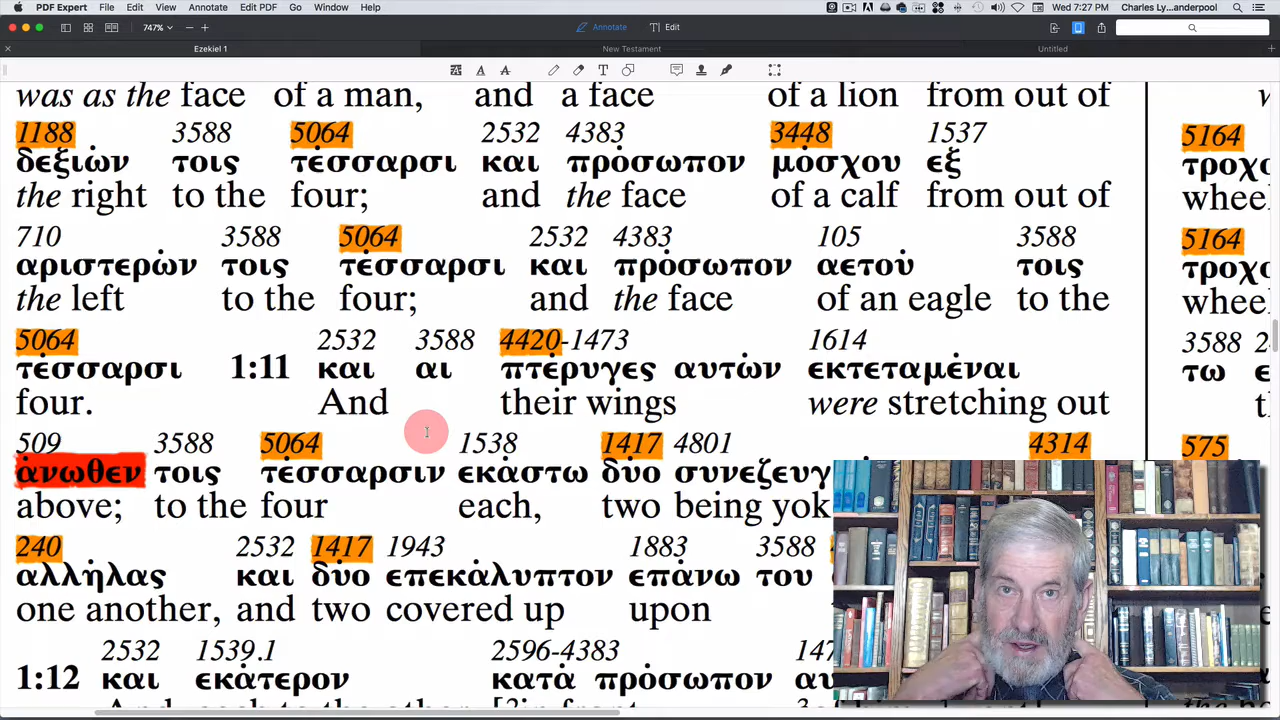 PDF Expert File Edit View Annotate Edit PDF Go Window Help Wed 7:27 PM Charles Ly...anderpool
747% Annotate Edit
Ezekiel 1 New Testament Untitled
was as the face of a man, and a face of a lion from out of
1188 3588 5064 2532 4383 3448 1537
δεξιών τοις τέσσαρσι και πρόσωπον μόσχου εξ
the right to the four; and the face of a calf from out of
710 3588 5064 2532 4383 105 3588
αριστερών τοις τέσσαρσι και πρόσωπον αετού τοις
the left to the four; and the face of an eagle to the
5064 2532 3588 4420-1473 1614
τέσσαρσι 1:11 και αι πτέρυγες αυτών εκτεταμέναι
four. And their wings were stretching out
509 3588 5064 1538 1417 4801 4314
άνωθεν τοις τέσσαρσιν εκάστω δύο
above; to the four each, two being
240 2532 1417 1943 1883 3588
αλλήλας και δύο επεκάλυπτον επάνω του
one another, and two covered up upon
2532 1539.1 2596-4383
1:12 και εκάτερον κατά πρόσωπον
5164
5164
3588
τω
575